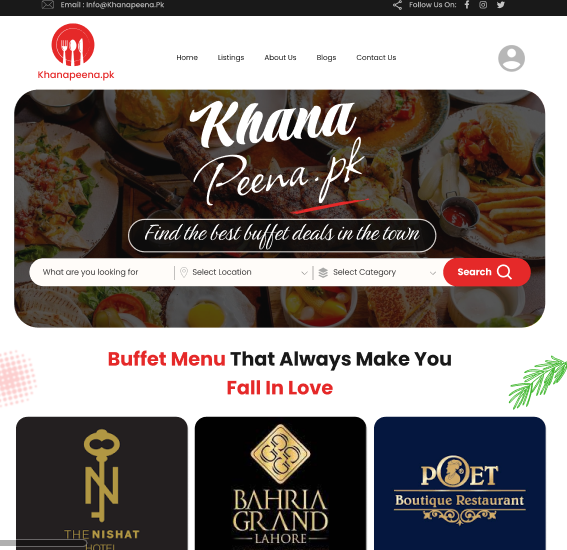 Email : Info@Khanapeena.Pk
Follow Us On:
Khanapeena.pk
Home
Listings
About Us
Blogs
Contact Us
Khana
Peena.pk
Find the best buffet deals in the town
What are you looking for
Select Location
Select Category
Search
Buffet Menu That Always Make You
Fall In Love
N
THE NISHAT
HOTEL
BAHRIA
GRAND
LAHORE
POET
Boutique Restaurant